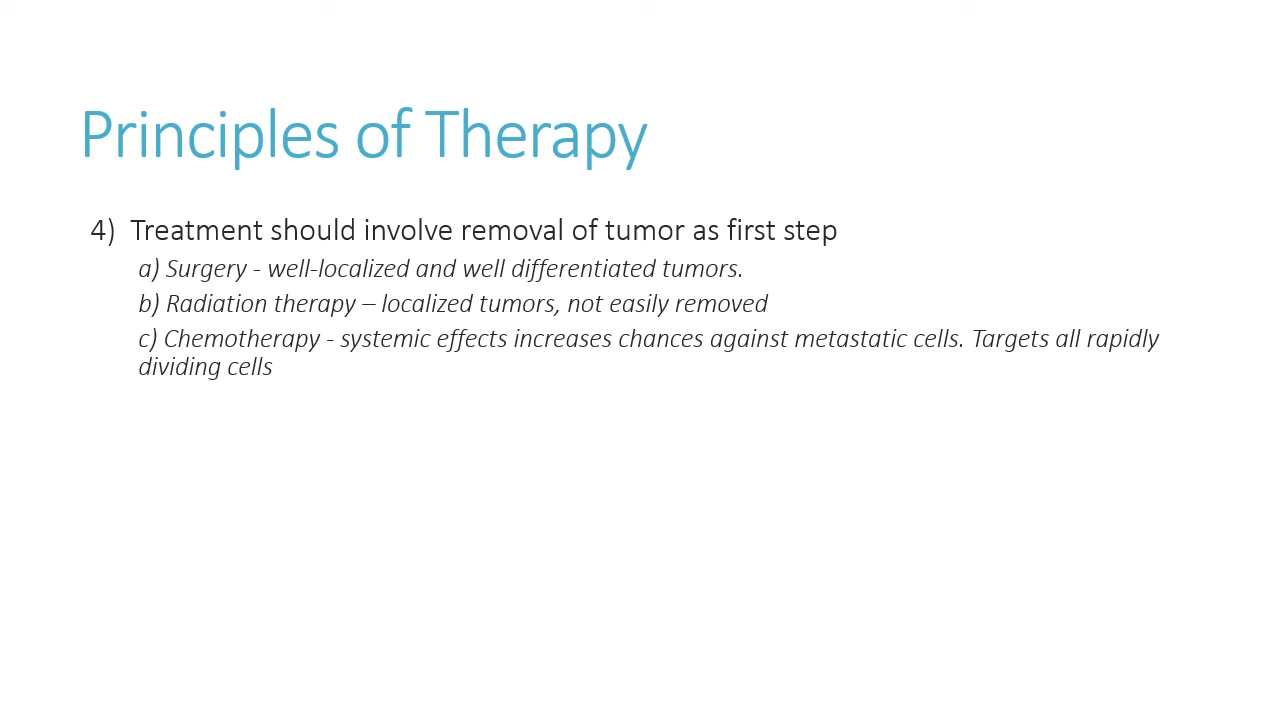 Principles of Therapy
4) Treatment should involve removal of tumor as first step
a) Surgery - well-localized and well differentiated tumors.
b) Radiation therapy – localized tumors, not easily removed
c) Chemotherapy - systemic effects increases chances against metastatic cells. Targets all rapidly
dividing cells